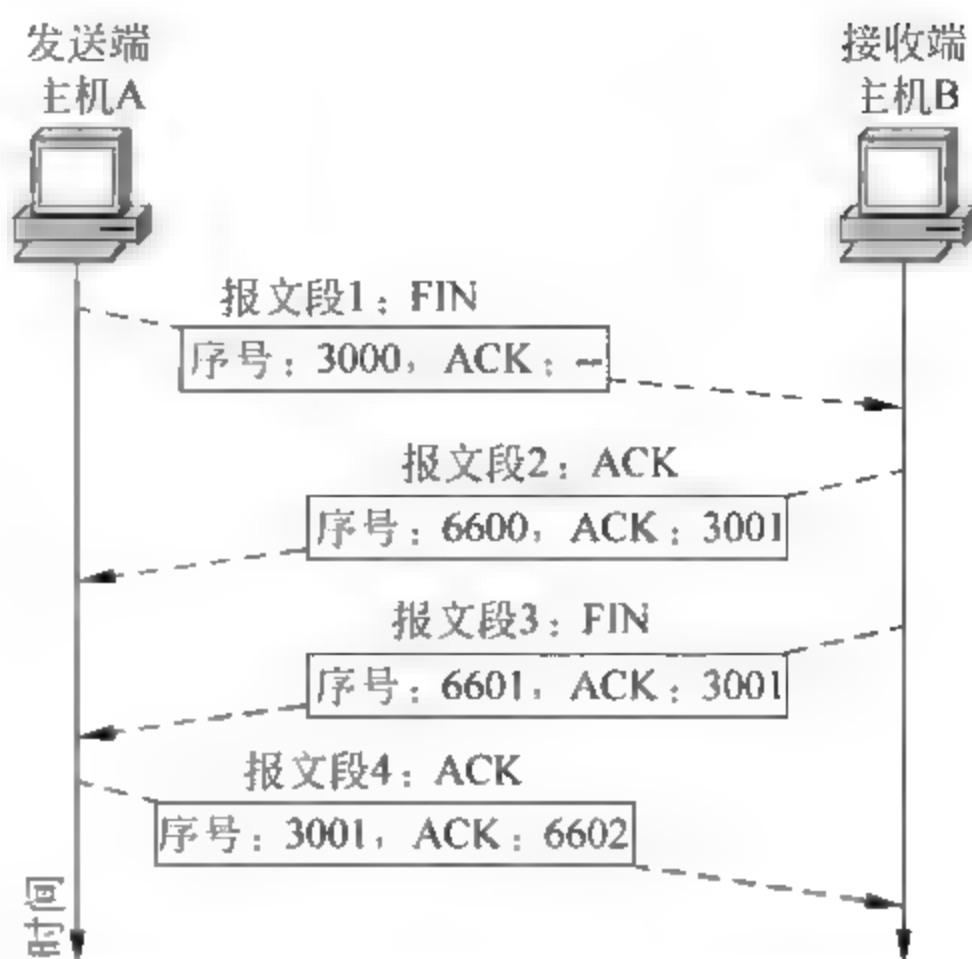 发送端
主机A
接收端
主机B
报文段1：FIN
序号：3000，ACK：—
报文段2：ACK
序号：6600，ACK：3001
报文段3：FIN
序号：6601，ACK：3001
报文段4：ACK
序号：3001，ACK：6602
时间